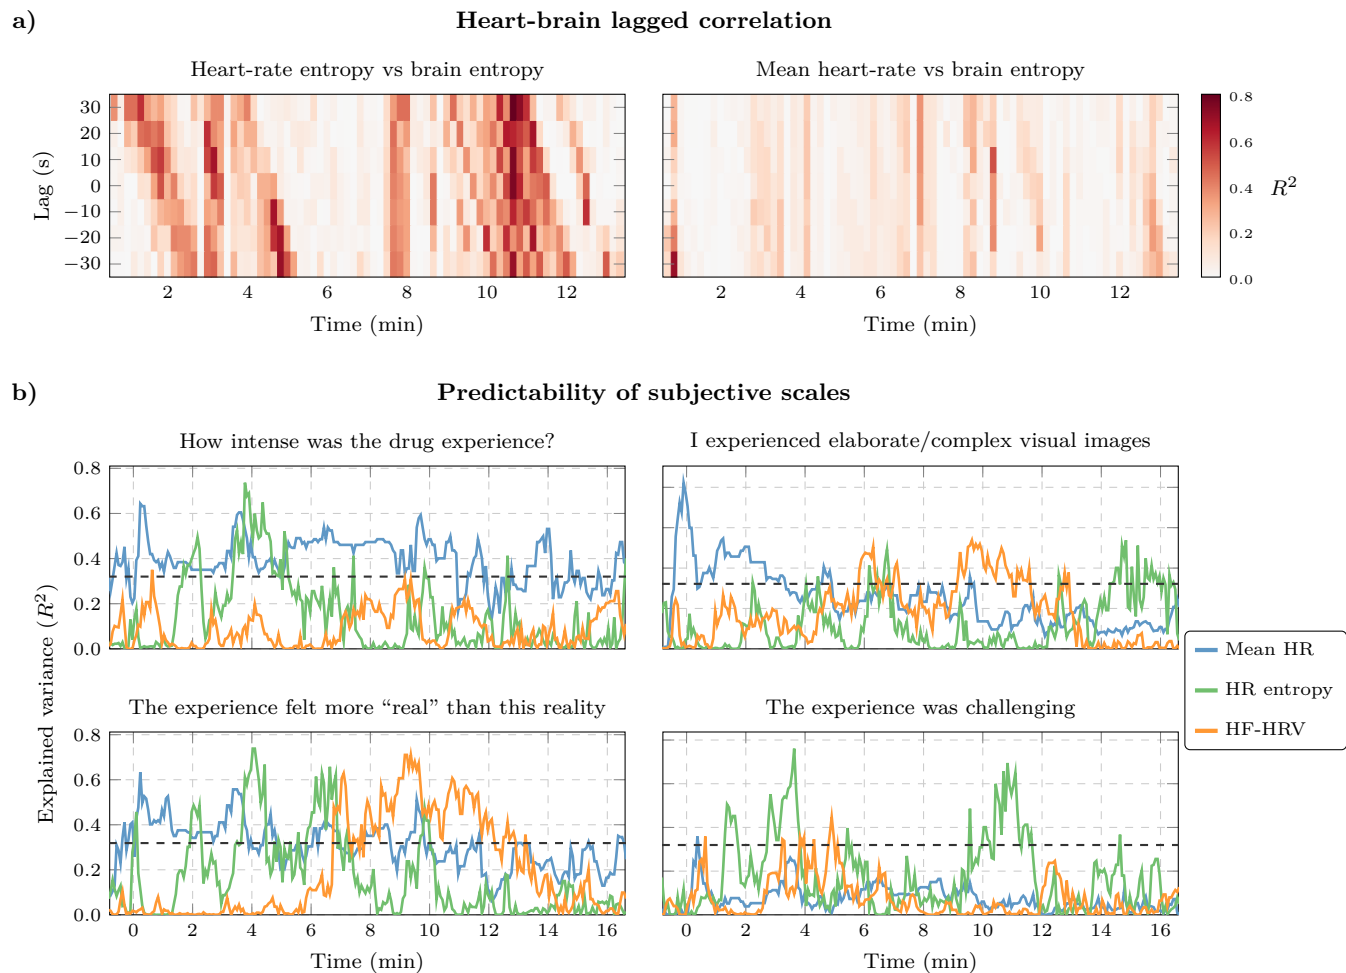 a)
Heart-brain lagged correlation
Heart-rate entropy vs brain entropy
Mean heart-rate vs brain entropy
30
20
10
0
−10
−20
−30
Lag (s)
2 4 6 8 10 12
2 4 6 8 10 12
Time (min)
Time (min)
0.8
0.6
0.4
0.2
0.0
R²
b)
Predictability of subjective scales
How intense was the drug experience?
I experienced elaborate/complex visual images
0.8
0.6
0.4
0.2
0.0
Explained variance (R²)
Mean HR
HR entropy
HF-HRV
The experience felt more “real” than this reality
The experience was challenging
0.8
0.6
0.4
0.2
0.0
0 2 4 6 8 10 12 14 16
0 2 4 6 8 10 12 14 16
Time (min)
Time (min)